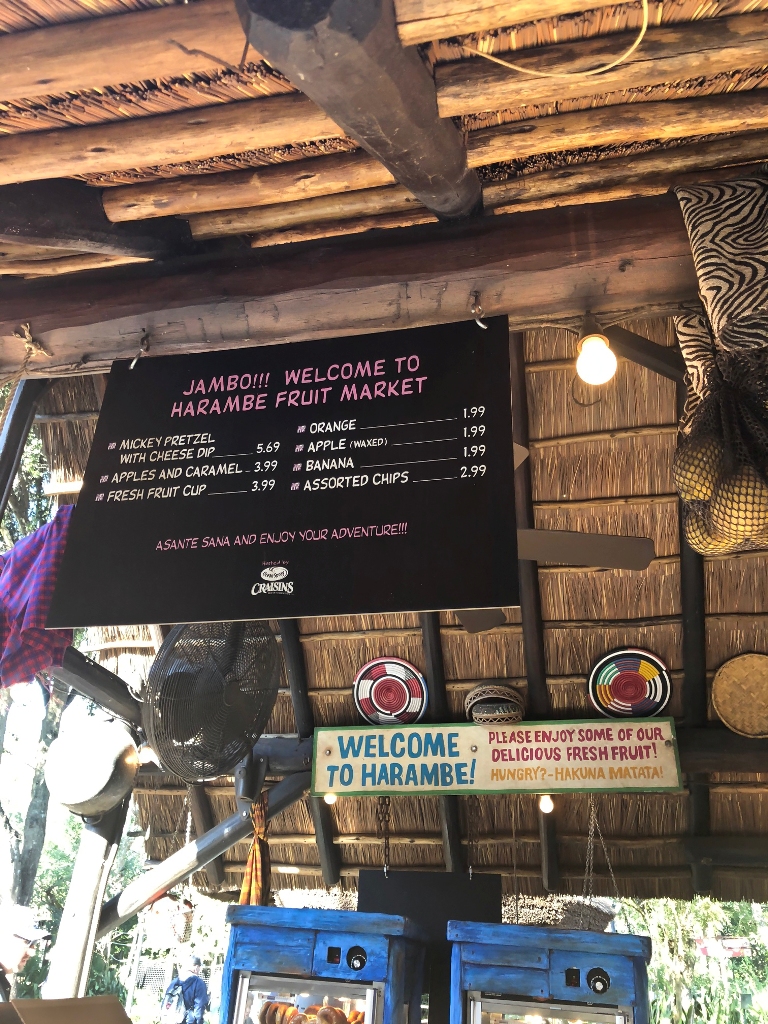 JAMBO!!! WELCOME TO
HARAMBE FRUIT MARKET
MICKEY PRETZEL
WITH CHEESE DIP 5.69
APPLES AND CARAMEL 3.99
FRESH FRUIT CUP 3.99
ORANGE 1.99
APPLE (WAXED) 1.99
BANANA 1.99
ASSORTED CHIPS 2.99
ASANTE SANA AND ENJOY YOUR ADVENTURE!!!
Ocean Spray
CRAISINS
WELCOME
TO HARAMBE!
PLEASE ENJOY SOME OF OUR
DELICIOUS FRESH FRUIT!
HUNGRY?-HAKUNA MATATA!